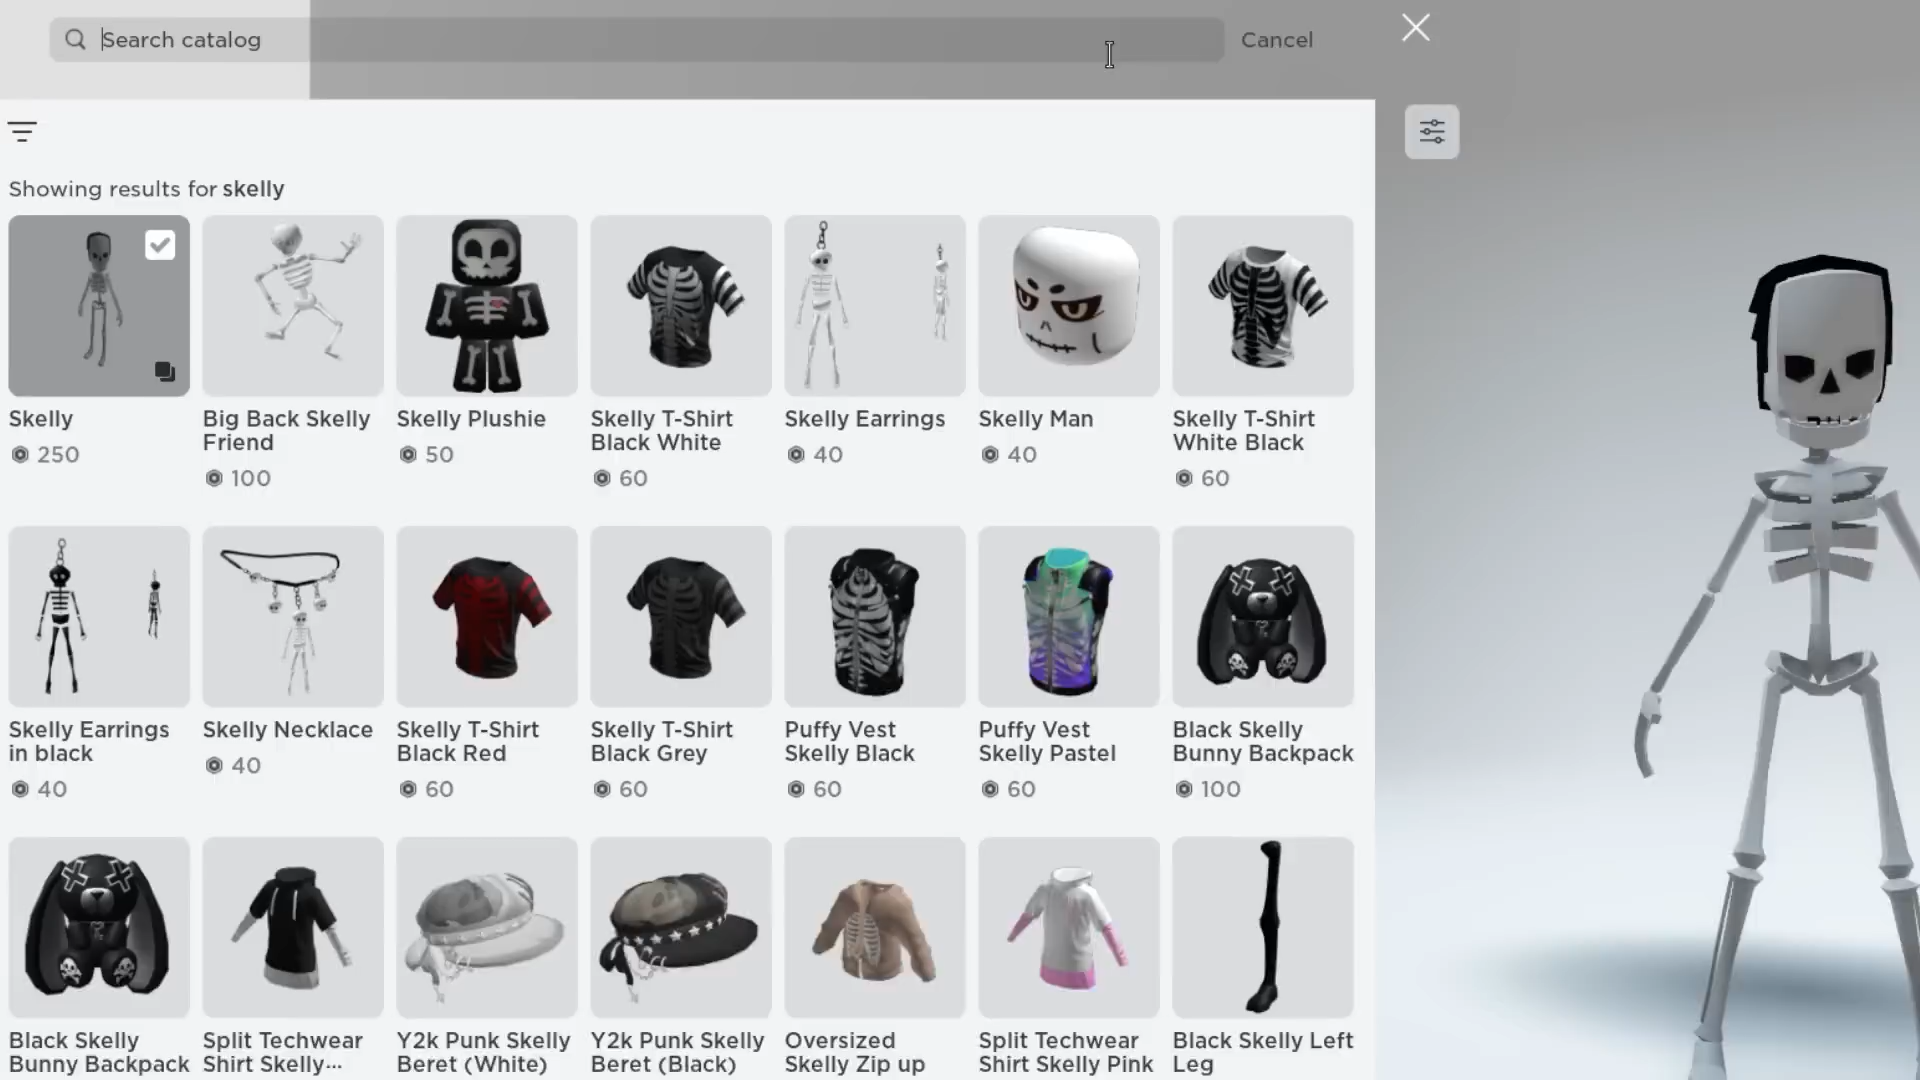 Search catalog
Cancel
Showing results for skelly
Skelly
250
Big Back Skelly
Friend
100
Skelly Plushie
50
Skelly T-Shirt
Black White
60
Skelly Earrings
40
Skelly Man
40
Skelly T-Shirt
White Black
60
Skelly Earrings
in black
40
Skelly Necklace
40
Skelly T-Shirt
Black Red
60
Skelly T-Shirt
Black Grey
60
Puffy Vest
Skelly Black
60
Puffy Vest
Skelly Pastel
60
Black Skelly
Bunny Backpack
100
Black Skelly
Bunny Backpack
Split Techwear
Shirt Skelly...
Y2k Punk Skelly
Beret (White)
Y2k Punk Skelly
Beret (Black)
Oversized
Skelly Zip up
Split Techwear
Shirt Skelly Pink
Black Skelly Left
Leg